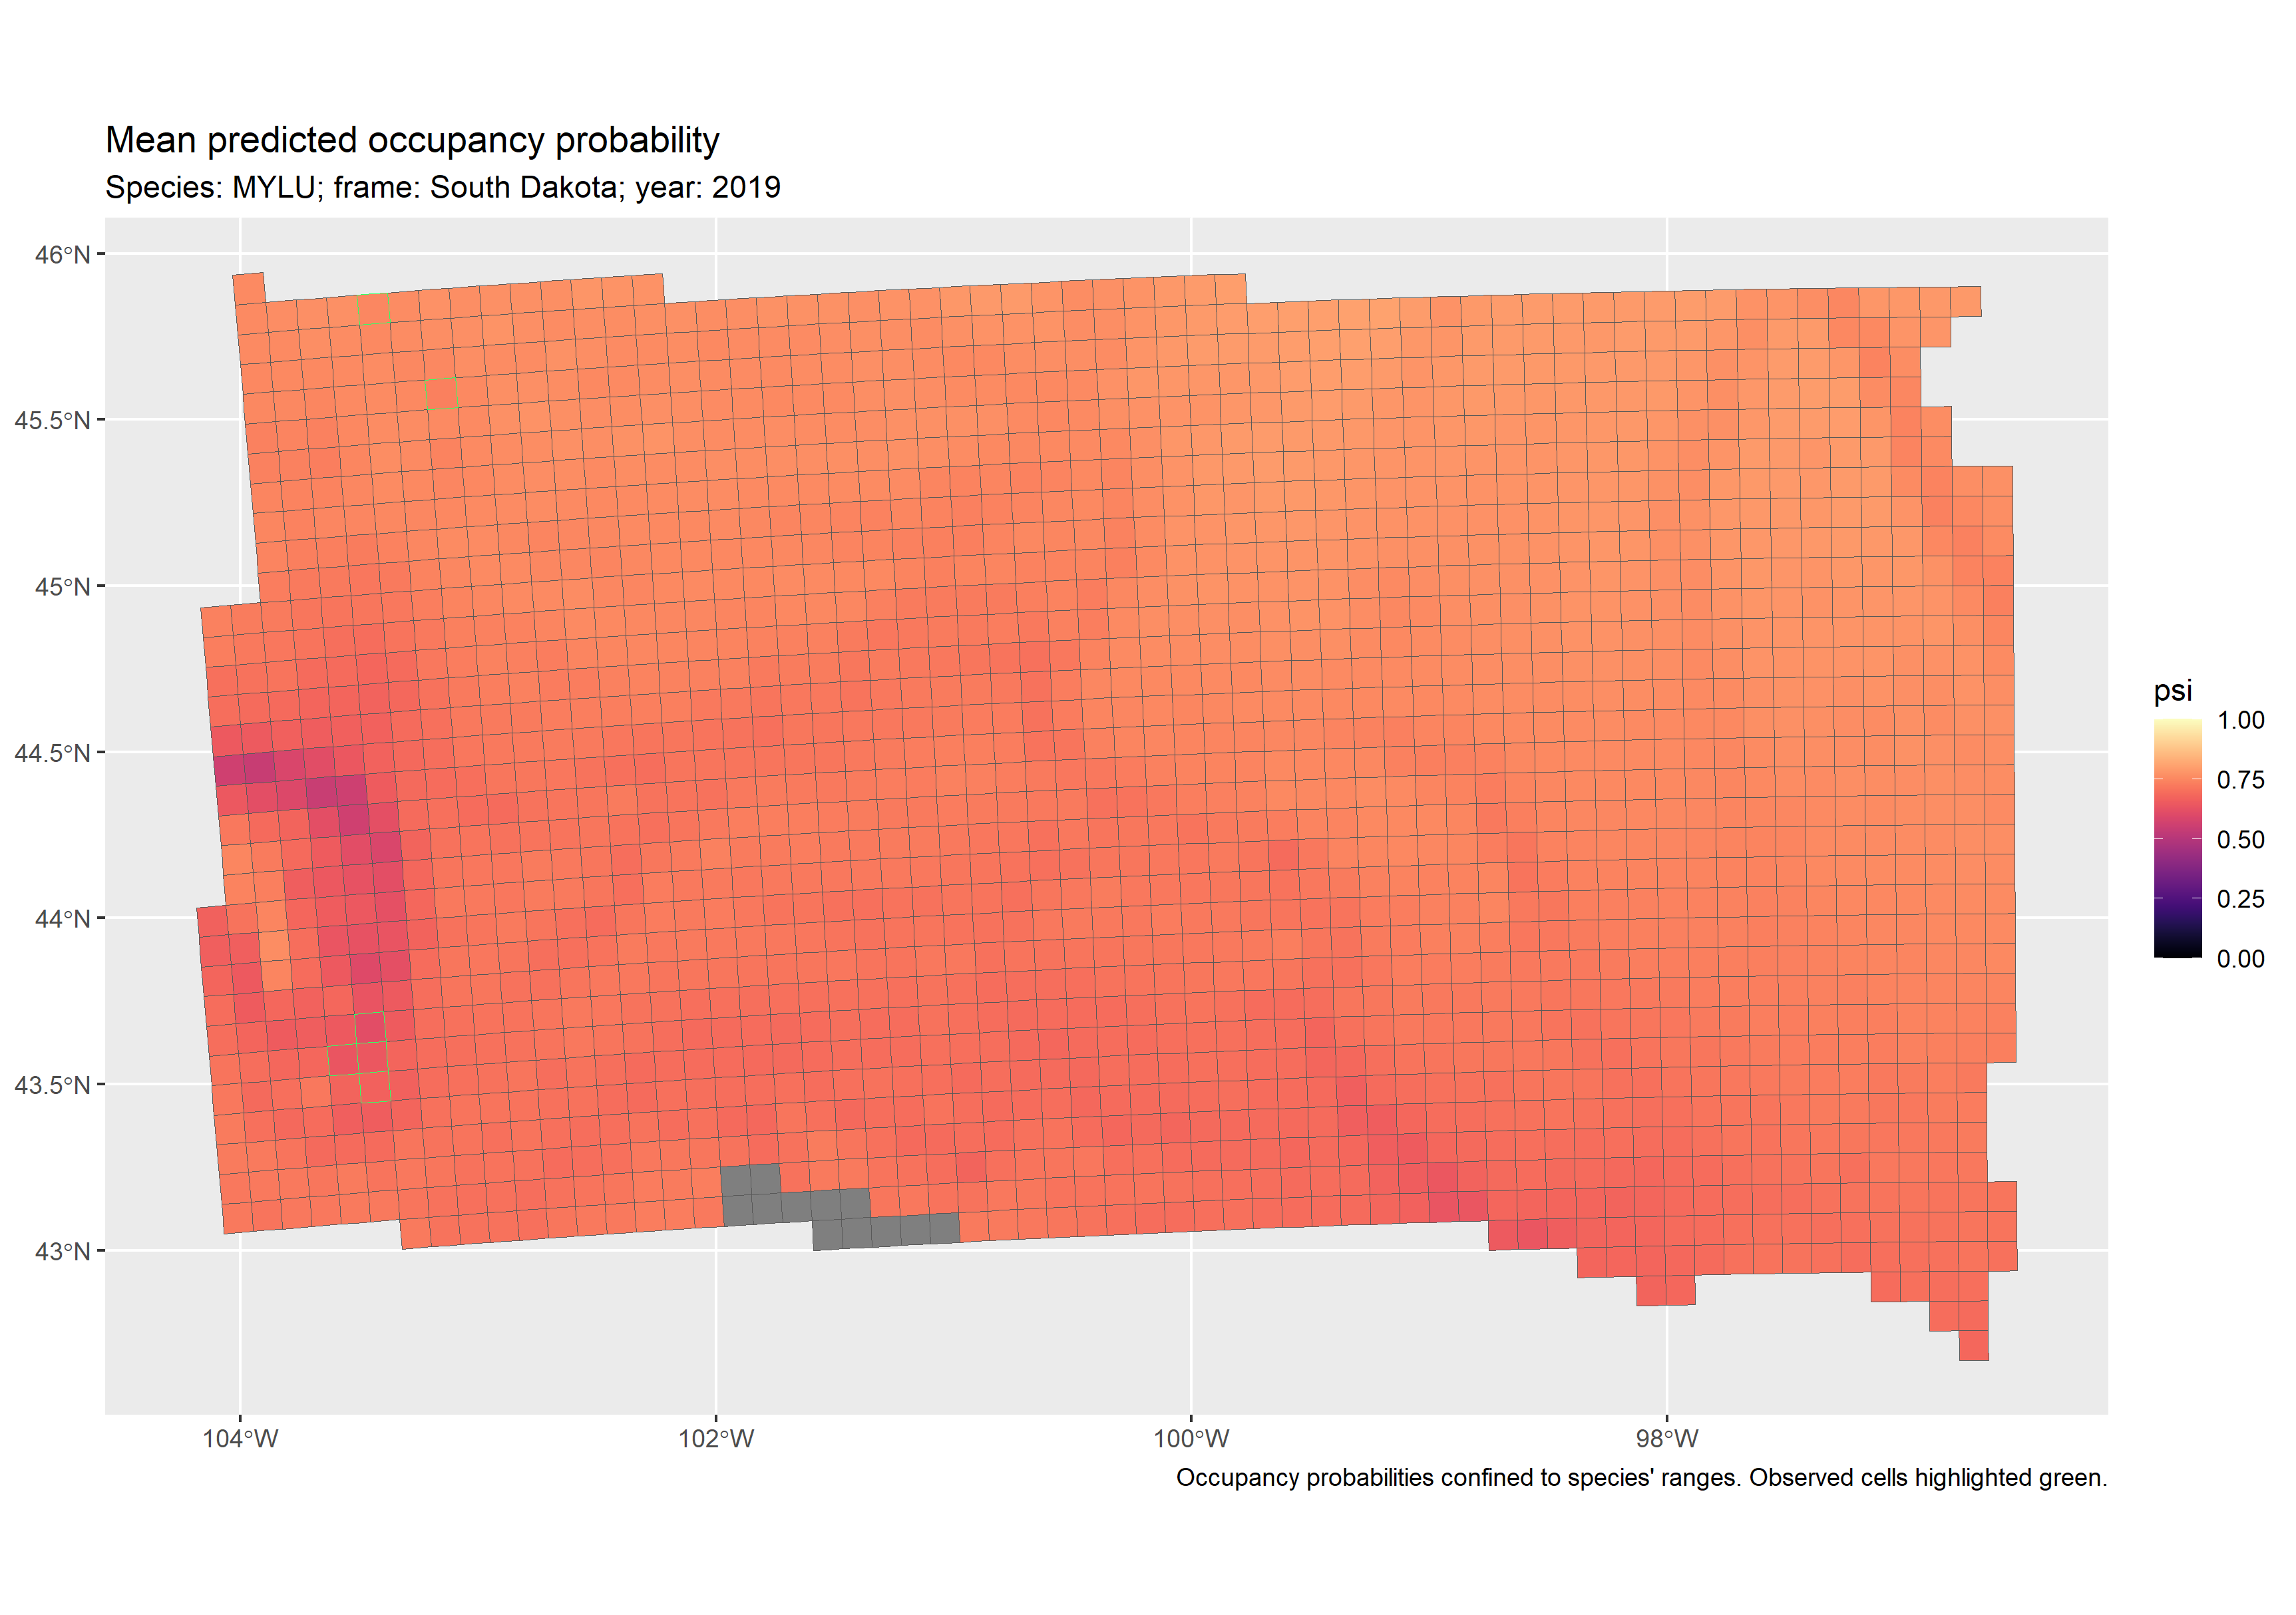 Mean predicted occupancy probability
Species: MYLU; frame: South Dakota; year: 2019
46°N
45.5°N
45°N
44.5°N
44°N
43.5°N
43°N
104°W
102°W
100°W
98°W
psi
1.00
0.75
0.50
0.25
0.00
Occupancy probabilities confined to species' ranges. Observed cells highlighted green.